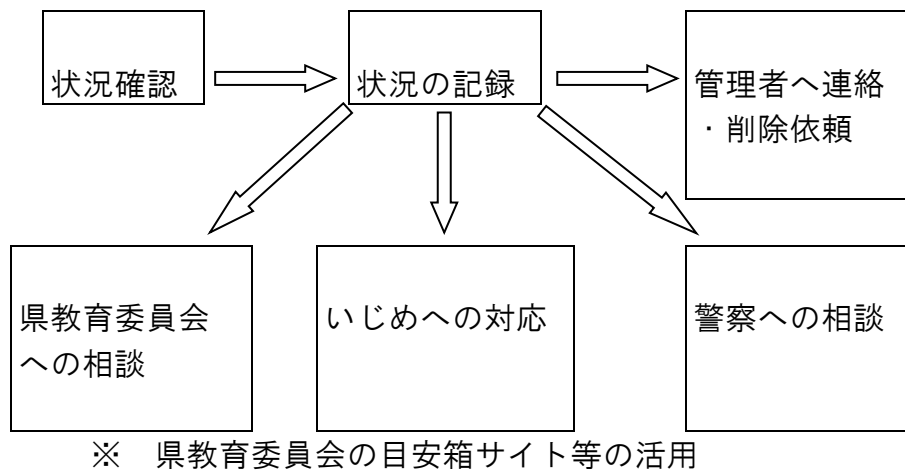 状況確認
状況の記録
管理者へ連絡
・削除依頼
県教育委員会
への相談
いじめへの対応
警察への相談
※　県教育委員会の目安箱サイト等の活用